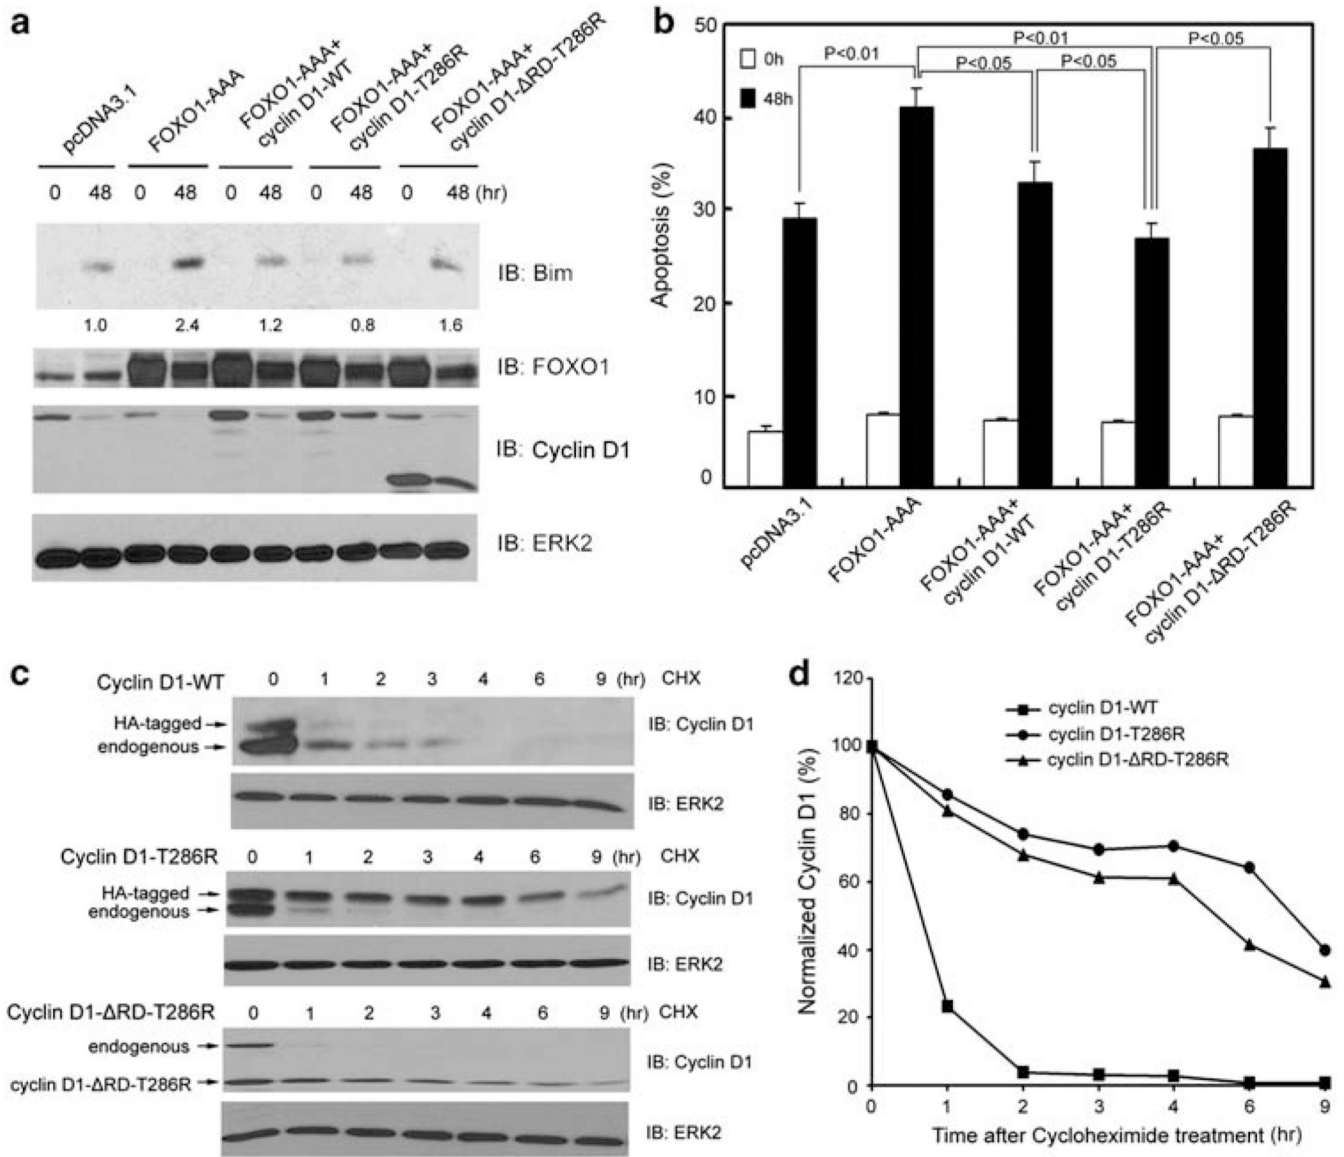 a
pcDNA3.1
FOXO1-AAA
FOXO1-AAA+
cyclin D1-WT
FOXO1-AAA+
cyclin D1-T286R
FOXO1-AAA+
cyclin D1-ΔRD-T286R
0 48 0 48 0 48 0 48 0 48 (hr)
IB: Bim
1.0 2.4 1.2 0.8 1.6
IB: FOXO1
IB: Cyclin D1
IB: ERK2
b
50
40
30
20
10
0
Apoptosis (%)
0h
48h
P<0.01
P<0.01
P<0.05
P<0.05
P<0.05
pcDNA3.1
FOXO1-AAA
FOXO1-AAA+
cyclin D1-WT
FOXO1-AAA+
cyclin D1-T286R
FOXO1-AAA+
cyclin D1-ΔRD-T286R
c
Cyclin D1-WT 0 1 2 3 4 6 9 (hr) CHX
HA-tagged
endogenous
IB: Cyclin D1
IB: ERK2
Cyclin D1-T286R 0 1 2 3 4 6 9 (hr) CHX
HA-tagged
endogenous
IB: Cyclin D1
IB: ERK2
Cyclin D1-ΔRD-T286R 0 1 2 3 4 6 9 (hr) CHX
endogenous
cyclin D1-ΔRD-T286R
IB: Cyclin D1
IB: ERK2
d
120
100
80
60
40
20
0
Normalized Cyclin D1 (%)
cyclin D1-WT
cyclin D1-T286R
cyclin D1-ΔRD-T286R
0 1 2 3 4 6 9
Time after Cycloheximide treatment (hr)